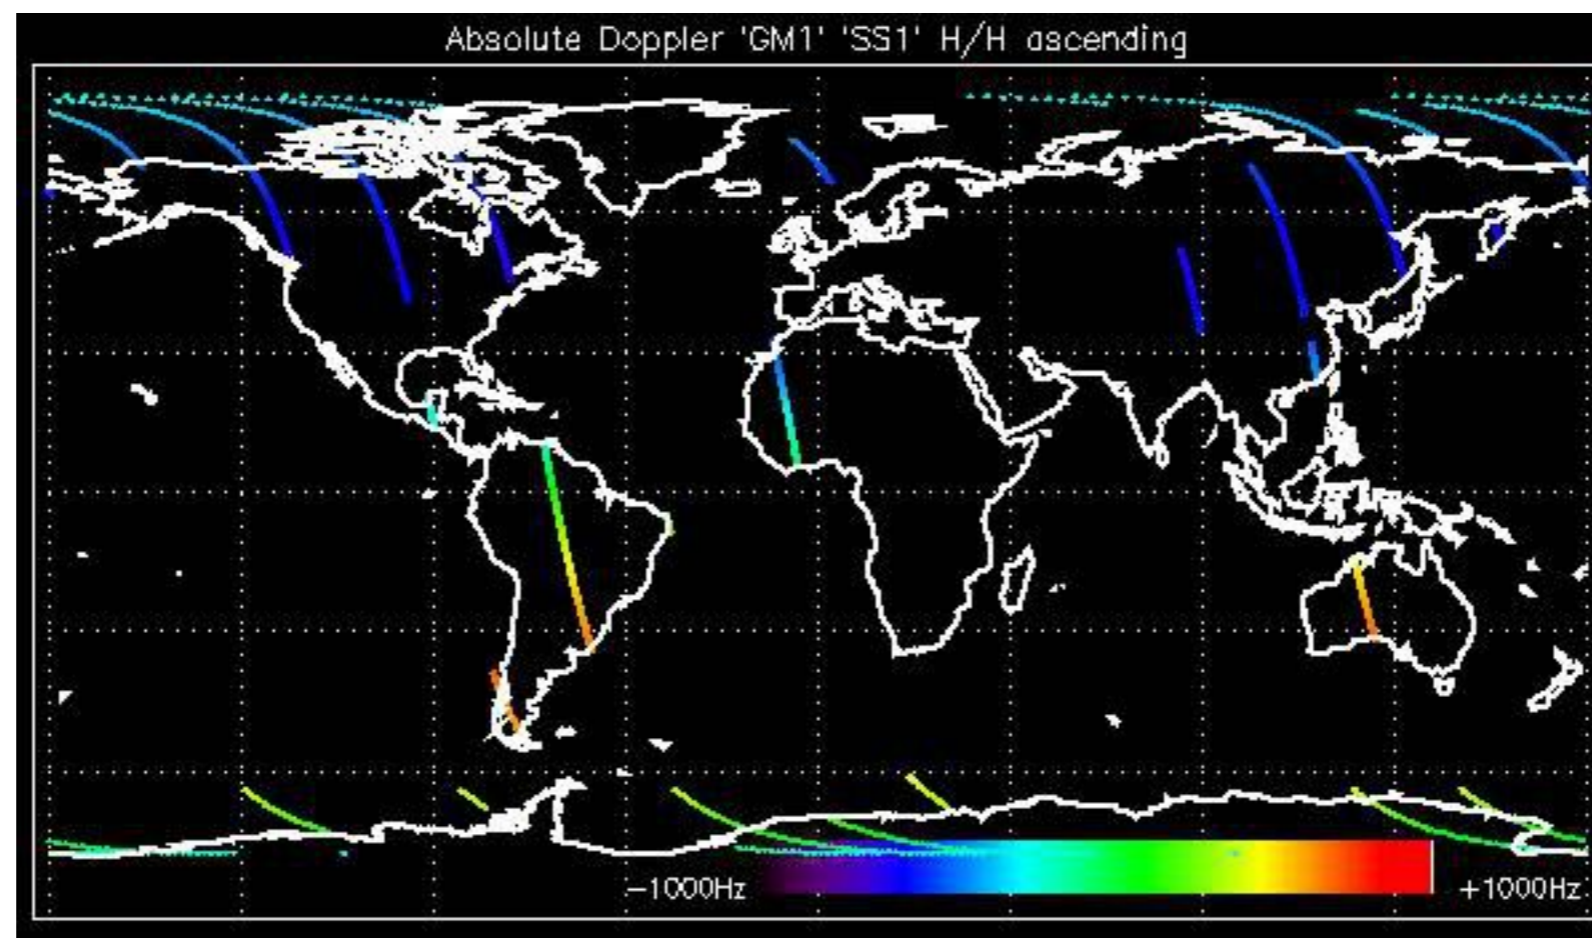 Absolute Doppler 'GM1' 'SS1' H/H ascending
-1000Hz
+1000Hz